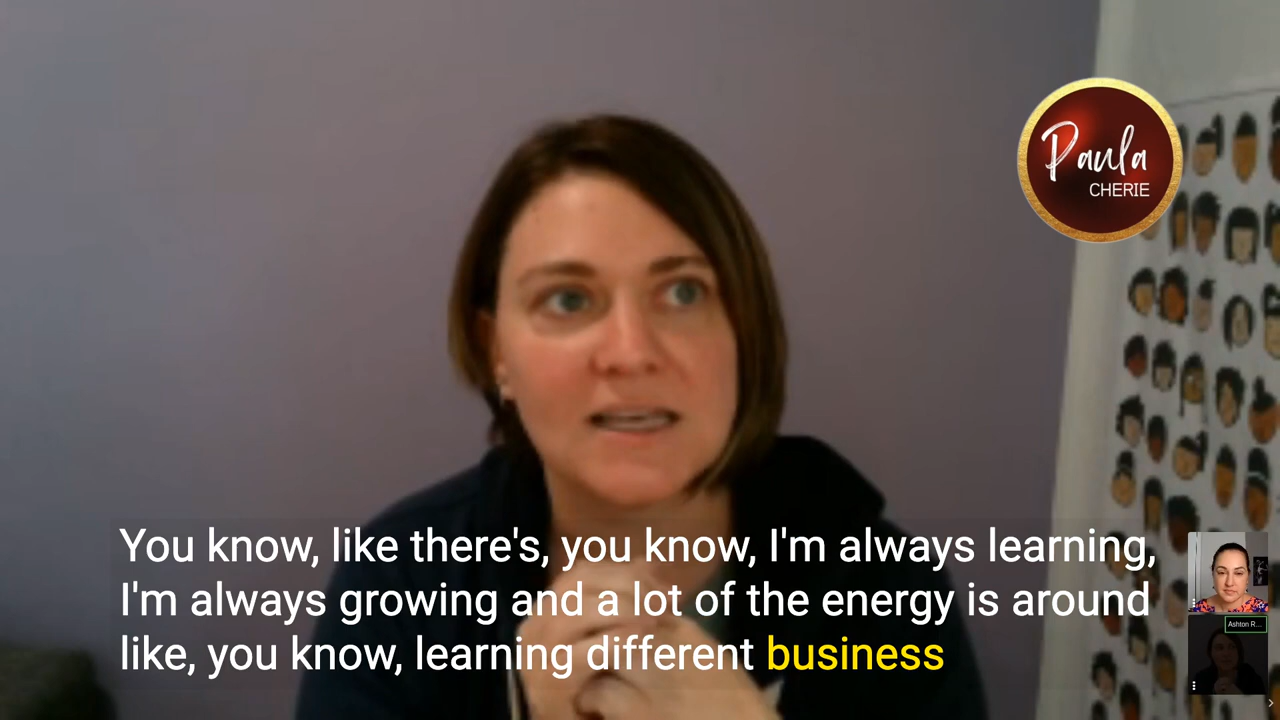 Paula
CHERIE
You know, like there's, you know, I'm always learning,
I'm always growing and a lot of the energy is around
like, you know, learning different business
Ashton R...